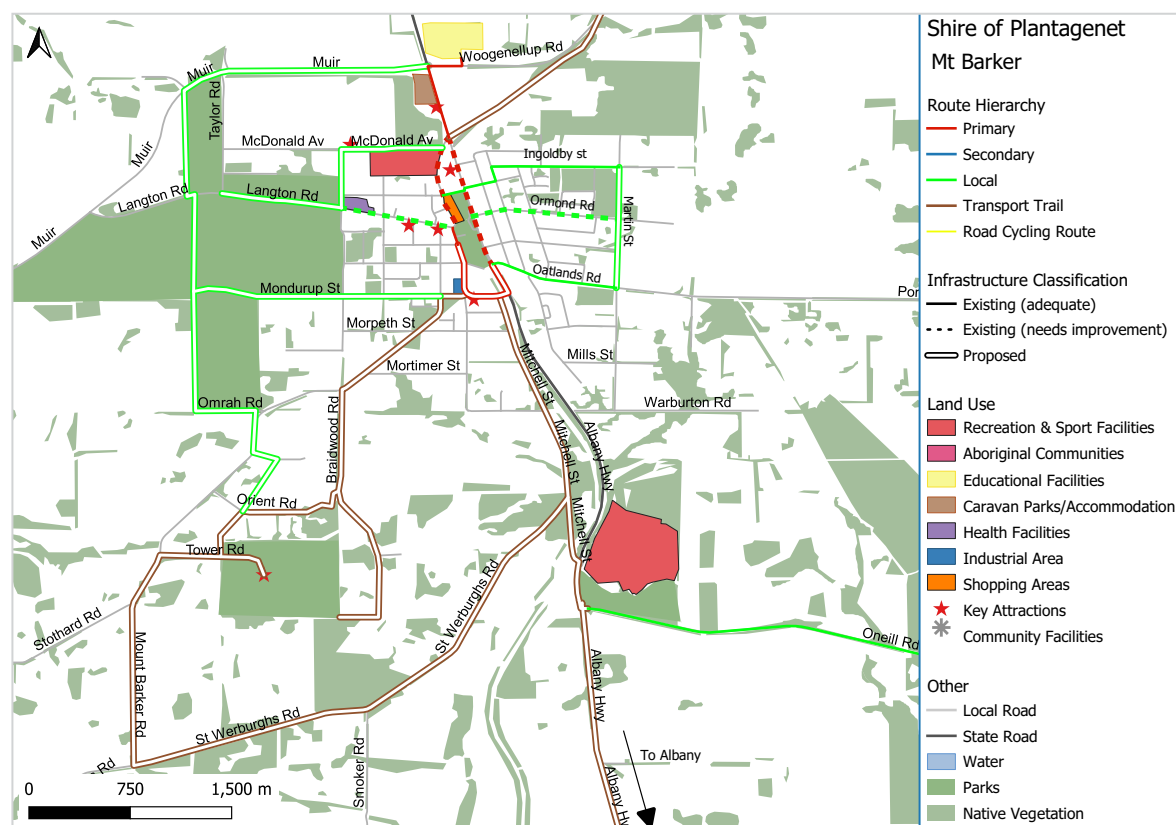 Shire of Plantagenet
Mt Barker
Route Hierarchy
Primary
Secondary
Local
Transport Trail
Road Cycling Route
Infrastructure Classification
Existing (adequate)
Existing (needs improvement)
Proposed
Land Use
Recreation & Sport Facilities
Aboriginal Communities
Educational Facilities
Caravan Parks/Accommodation
Health Facilities
Industrial Area
Shopping Areas
Key Attractions
Community Facilities
Other
Local Road
State Road
Water
Parks
Native Vegetation
Woogenellup Rd
Muir
Muir
Taylor Rd
McDonald Av
McDonald Av
Muir
Ingoldby st
Langton Rd
Langton Rd
Ormond Rd
Martin St
Muir
Oatlands Rd
Mondurup St
Por
Morpeth St
Mills St
Mortimer St
Mitchell St
Omrah Rd
Warburton Rd
Braidwood Rd
Mitchell St
Albany Hwy
Orient Rd
Mitchell St
Tower Rd
St Werburghs Rd
Stothard Rd
Mount Barker Rd
Oneill Rd
Albany Hwy
St Werburghs Rd
Smoker Rd
To Albany
Rd
Albany Hw
0 750 1,500 m